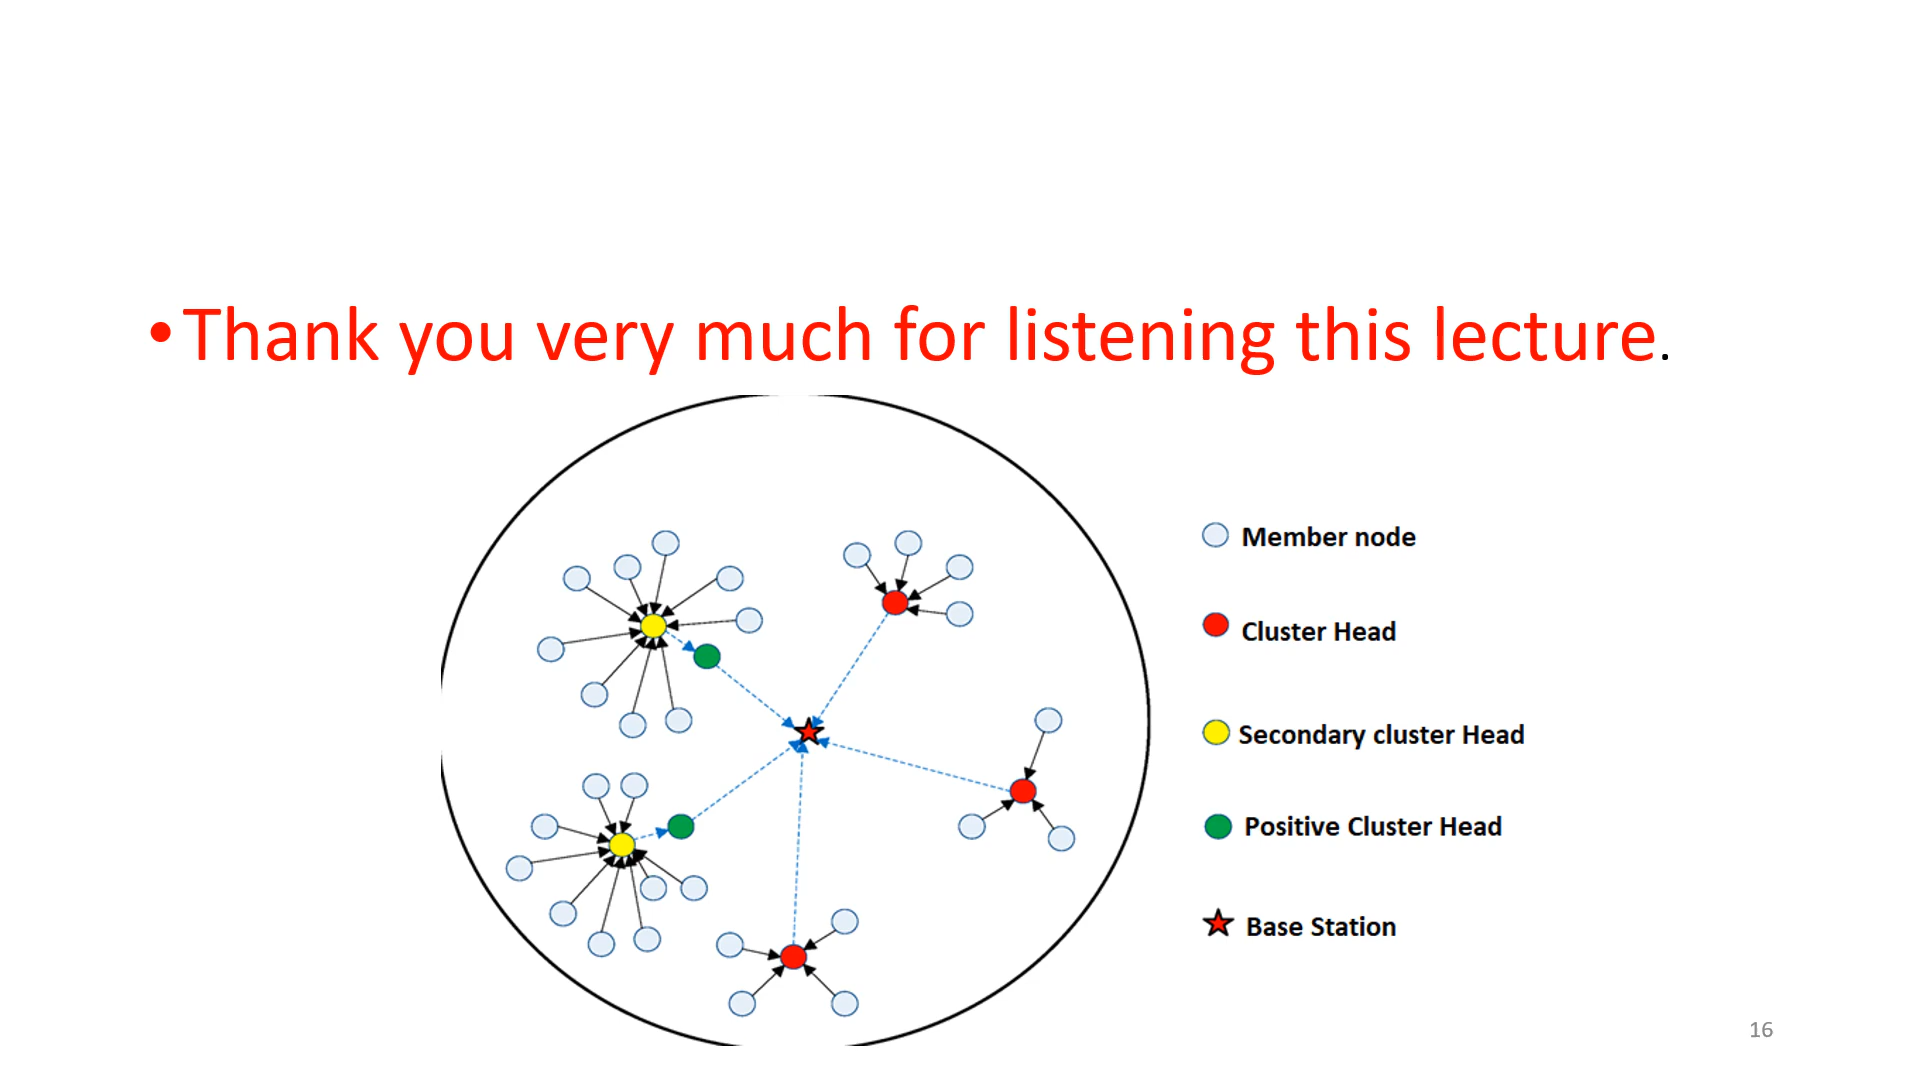 • Thank you very much for listening this lecture.
Member node
Cluster Head
Secondary cluster Head
Positive Cluster Head
Base Station
16